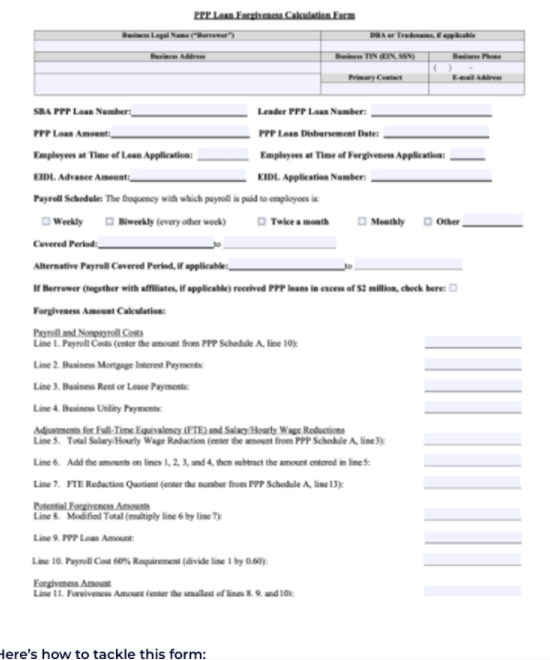 PPP Loan Forgiveness Calculation Form
Business Legal Name ("Borrower") DBA or Tradename, if applicable
Business Address Business TIN (EIN, SSN) Business Phone
( ) -
Primary Contact E-mail Address
SBA PPP Loan Number: Lender PPP Loan Number:
PPP Loan Amount: PPP Loan Disbursement Date:
Employees at Time of Loan Application: Employees at Time of Forgiveness Application:
EIDL Advance Amount: EIDL Application Number:
Payroll Schedule: The frequency with which payroll is paid to employees is:
☐ Weekly ☐ Biweekly (every other week) ☐ Twice a month ☐ Monthly ☐ Other
Covered Period: to
Alternative Payroll Covered Period, if applicable: to
If Borrower (together with affiliates, if applicable) received PPP loans in excess of $2 million, check here: ☐
Forgiveness Amount Calculation:
Payroll and Nonpayroll Costs
Line 1. Payroll Costs (enter the amount from PPP Schedule A, line 10):
Line 2. Business Mortgage Interest Payments:
Line 3. Business Rent or Lease Payments:
Line 4. Business Utility Payments:
Adjustments for Full-Time Equivalency (FTE) and Salary/Hourly Wage Reductions
Line 5. Total Salary/Hourly Wage Reduction (enter the amount from PPP Schedule A, line 3):
Line 6. Add the amounts on lines 1, 2, 3, and 4, then subtract the amount entered in line 5:
Line 7. FTE Reduction Quotient (enter the number from PPP Schedule A, line 13):
Potential Forgiveness Amounts
Line 8. Modified Total (multiply line 6 by line 7):
Line 9. PPP Loan Amount:
Line 10. Payroll Cost 60% Requirement (divide line 1 by 0.60):
Forgiveness Amount
Line 11. Forgiveness Amount (enter the smallest of lines 8, 9, and 10):
Here's how to tackle this form: